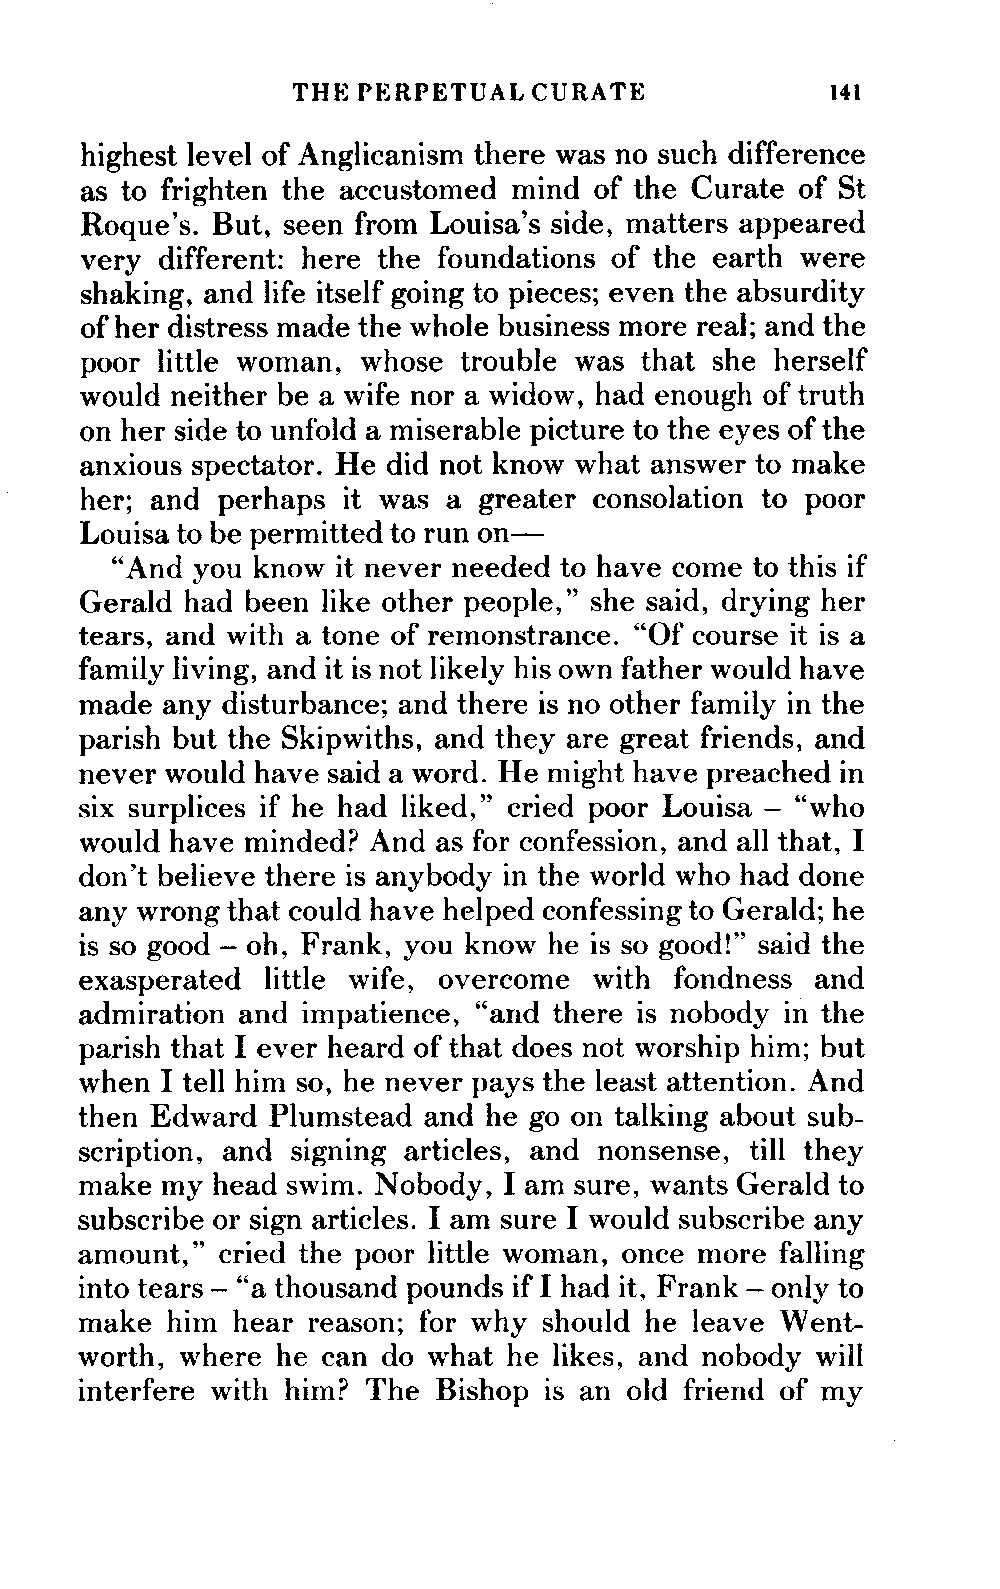 THE PERPETUAL CURATE 141
highest level of Anglicanism there was no such difference
as to frighten the accustomed mind of the Curate of St
Roque's. But, seen from Louisa's side, matters appeared
very different: here the foundations of the earth were
shaking, and life itself going to pieces; even the absurdity
of her distress made the whole business more real; and the
poor little woman, whose trouble was that she herself
would neither be a wife nor a widow, had enough of truth
on her side to unfold a miserable picture to the eyes of the
anxious spectator. He did not know what answer to make
her; and perhaps it was a greater consolation to poor
Louisa to be permitted to run on—
“And you know it never needed to have come to this if
Gerald had been like other people,” she said, drying her
tears, and with a tone of remonstrance. “Of course it is a
family living, and it is not likely his own father would have
made any disturbance; and there is no other family in the
parish but the Skipwiths, and they are great friends, and
never would have said a word. He might have preached in
six surplices if he had liked,” cried poor Louisa – “who
would have minded? And as for confession, and all that, I
don't believe there is anybody in the world who had done
any wrong that could have helped confessing to Gerald; he
is so good – oh, Frank, you know he is so good!” said the
exasperated little wife, overcome with fondness and
admiration and impatience, “and there is nobody in the
parish that I ever heard of that does not worship him; but
when I tell him so, he never pays the least attention. And
then Edward Plumstead and he go on talking about sub-
scription, and signing articles, and nonsense, till they
make my head swim. Nobody, I am sure, wants Gerald to
subscribe or sign articles. I am sure I would subscribe any
amount,” cried the poor little woman, once more falling
into tears – “a thousand pounds if I had it, Frank – only to
make him hear reason; for why should he leave Went-
worth, where he can do what he likes, and nobody will
interfere with him? The Bishop is an old friend of my